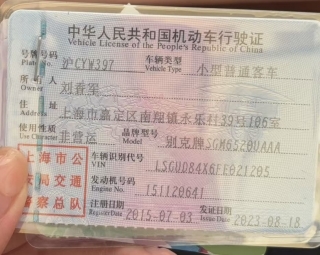 中华人民共和国机动车行驶证
Vehicle License of the People's Republic of China
号牌号码 Plate No. 沪CYW397 车辆类型 Vehicle Type 小型普通客车
所有人 Owner 刘香军
住址 Address 上海市嘉定区南翔镇永乐村139号106室
使用性质 Use Character 非营运 品牌型号 Model 别克牌SGM6520UAAA
上海市公安局交通警察总队
车辆识别代号 VIN LSGUD84X6FE021205
发动机号码 Engine No. 151120641
注册日期 Register Date 2015-07-03 发证日期 Issue Date 2023-08-18